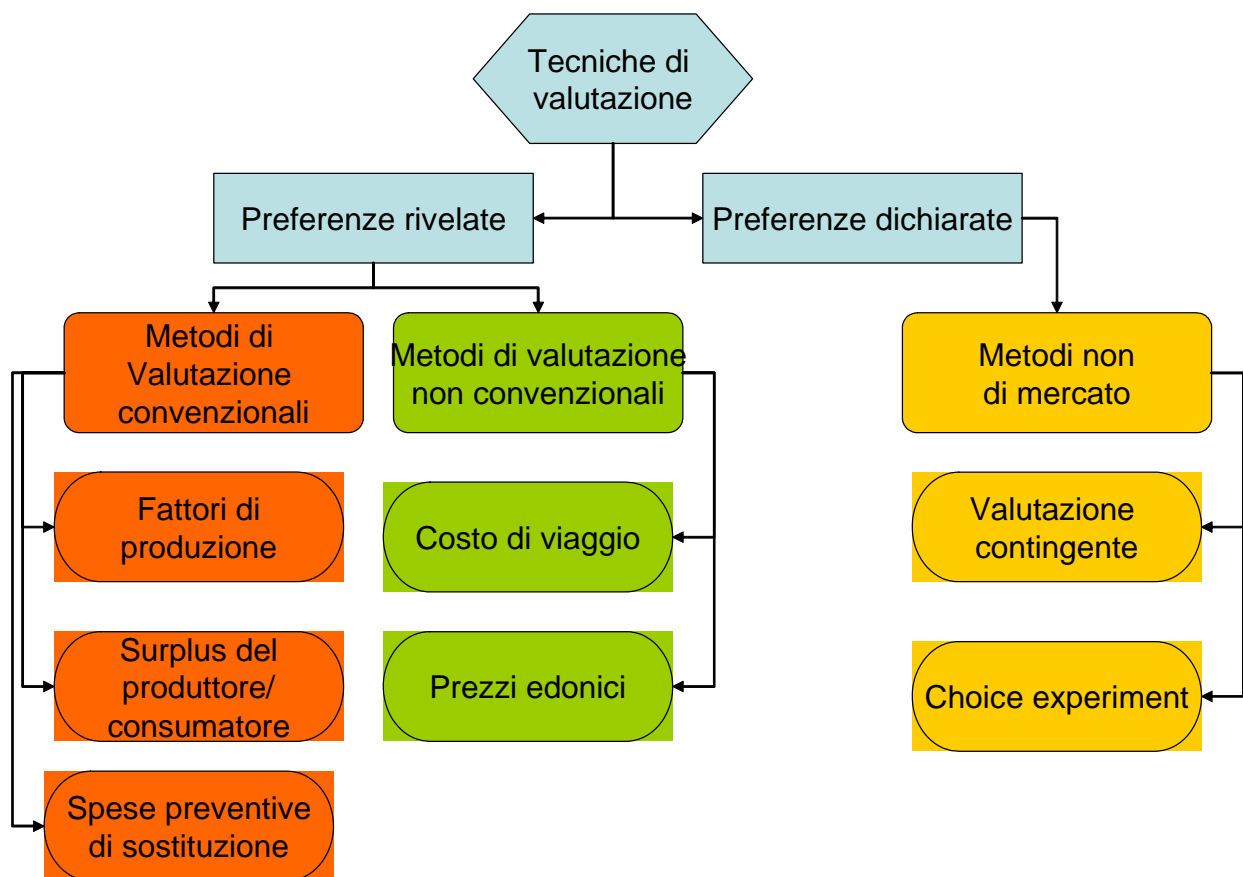 Tecniche di
valutazione
Preferenze rivelate
Preferenze dichiarate
Metodi di
Valutazione
convenzionali
Metodi di valutazione
non convenzionali
Metodi non
di mercato
Fattori di
produzione
Costo di viaggio
Valutazione
contingente
Surplus del
produttore/
consumatore
Prezzi edonici
Choice experiment
Spese preventive
di sostituzione